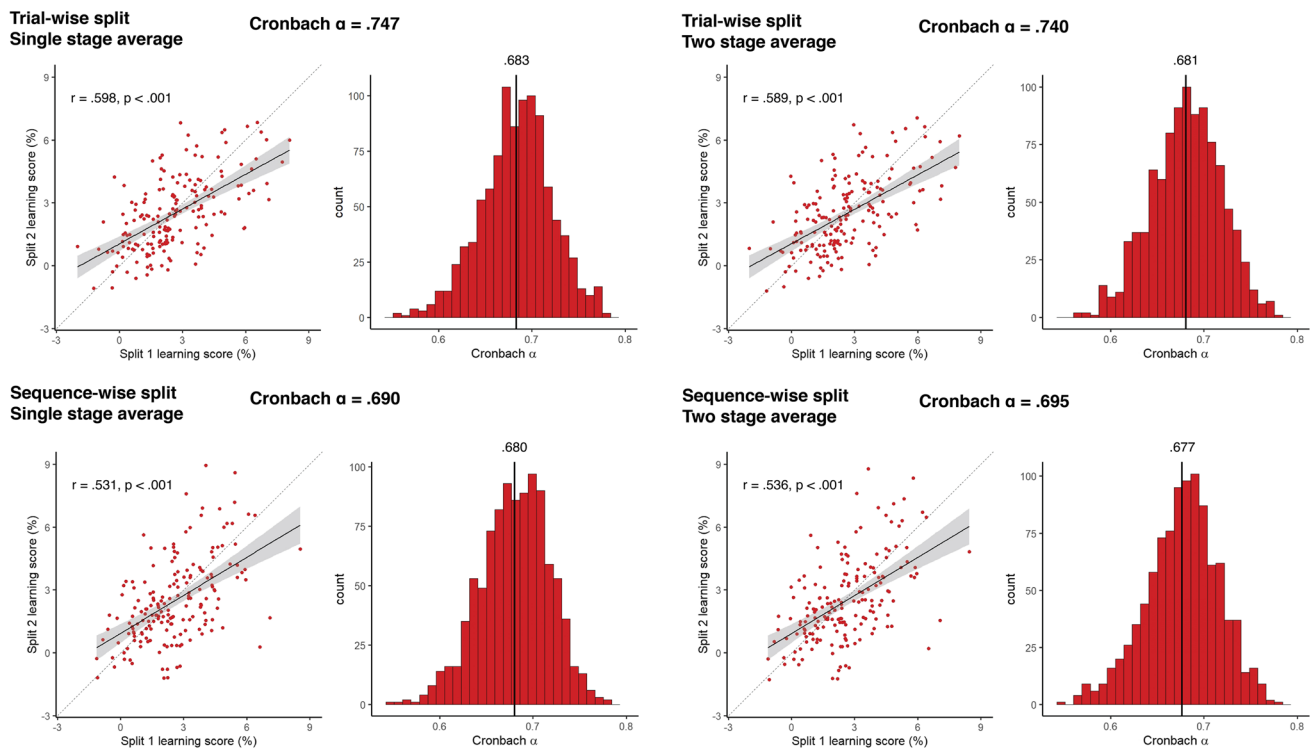 Trial-wise split
Single stage average
Cronbach α = .747
r = .598, p < .001
9
6
3
0
-3
Split 2 learning score (%)
-3 0 3 6 9
Split 1 learning score (%)
.683
100
75
50
25
0
count
0.6 0.7 0.8
Cronbach α
Trial-wise split
Two stage average
Cronbach α = .740
r = .589, p < .001
9
6
3
0
-3
Split 2 learning score (%)
-3 0 3 6 9
Split 1 learning score (%)
.681
100
75
50
25
0
count
0.6 0.7 0.8
Cronbach α
Sequence-wise split
Single stage average
Cronbach α = .690
r = .531, p < .001
9
6
3
0
-3
Split 2 learning score (%)
-3 0 3 6 9
Split 1 learning score (%)
.680
100
75
50
25
0
count
0.6 0.7 0.8
Cronbach α
Sequence-wise split
Two stage average
Cronbach α = .695
r = .536, p < .001
9
6
3
0
-3
Split 2 learning score (%)
-3 0 3 6 9
Split 1 learning score (%)
.677
100
75
50
25
0
count
0.6 0.7 0.8
Cronbach α